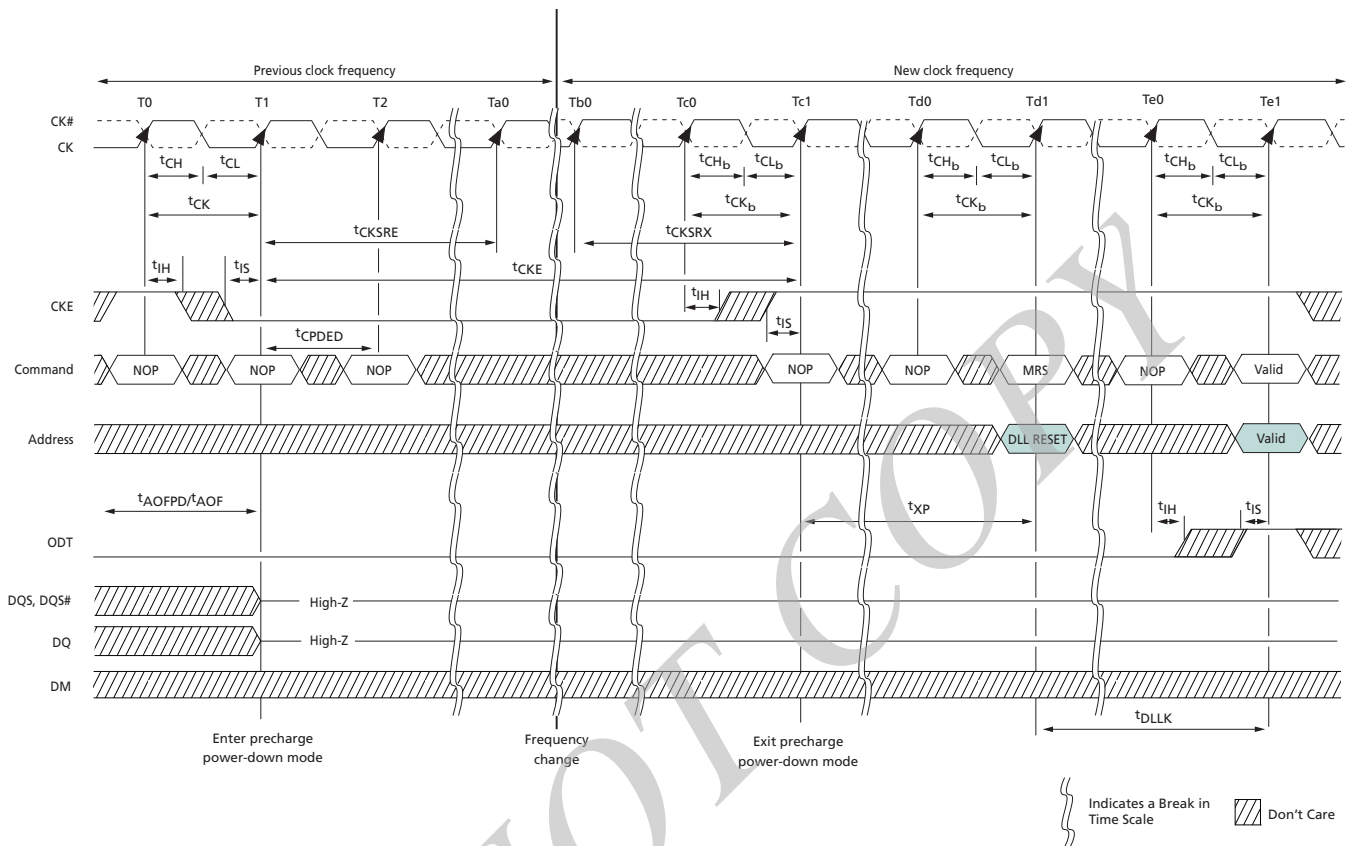 Previous clock frequency
New clock frequency
T0 T1 T2 Ta0 Tb0 Tc0 Tc1 Td0 Td1 Te0 Te1
CK#
CK
tCH tCL tCHb tCLb tCHb tCLb tCHb tCLb
tCK tCKb tCKb tCKb
tCKSRE tCKSRX
tIH tIS tCKE
CKE
tIH
tIS
tCPDED
Command NOP NOP NOP NOP NOP MRS NOP Valid
Address DLL RESET Valid
tAOFPD/tAOF tXP tIH tIS
ODT
DQS, DQS# High-Z
DQ High-Z
DM
tDLLK
Enter precharge
power-down mode
Frequency
change
Exit precharge
power-down mode
Indicates a Break in
Time Scale
Don't Care
NOT COPY